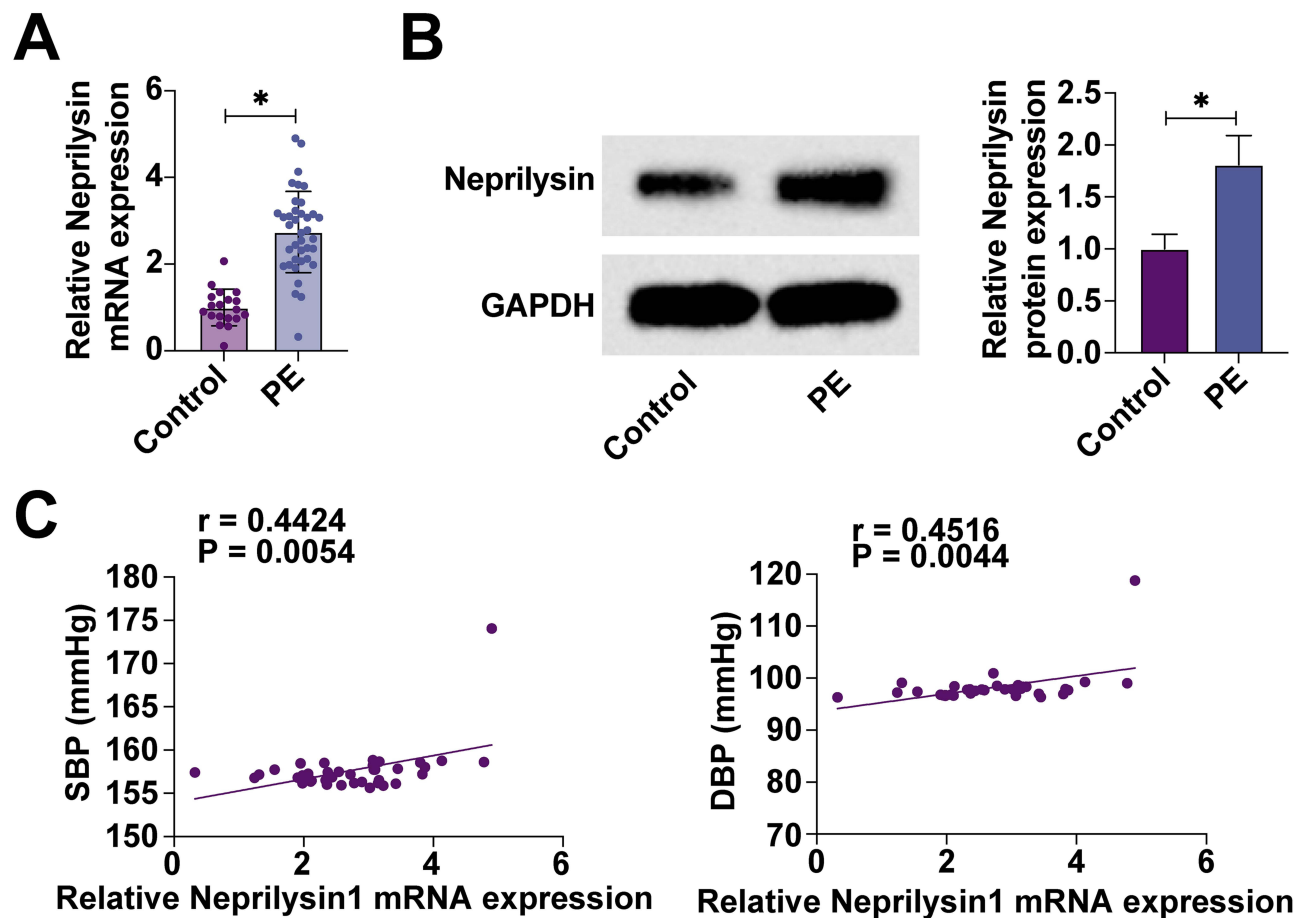 A
Relative Neprilysin
mRNA expression
6
4
2
0
*
Control
PE
B
Neprilysin
GAPDH
Control
PE
Relative Neprilysin
protein expression
2.5
2.0
1.5
1.0
0.5
0.0
*
Control
PE
C
r = 0.4424
P = 0.0054
SBP (mmHg)
180
175
170
165
160
155
150
0 2 4 6
Relative Neprilysin1 mRNA expression
r = 0.4516
P = 0.0044
DBP (mmHg)
120
110
100
90
80
70
0 2 4 6
Relative Neprilysin1 mRNA expression